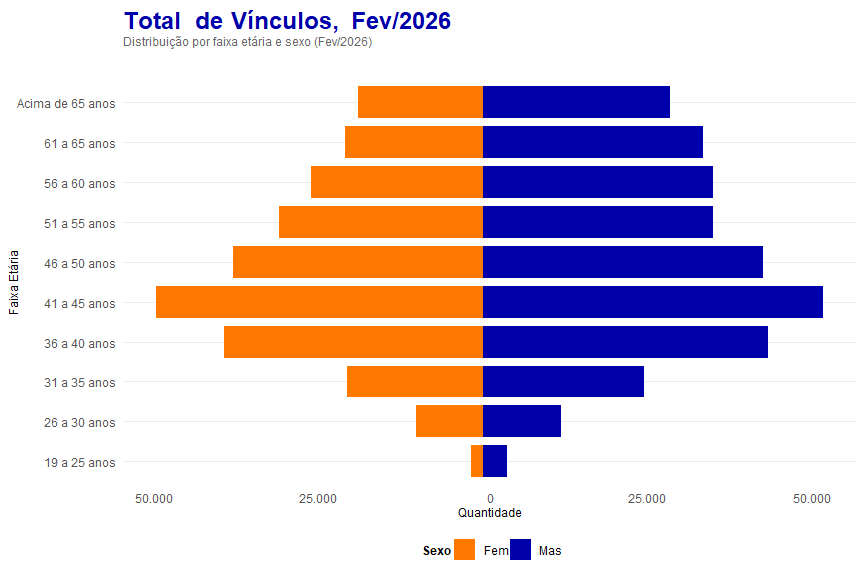 Total  de Vínculos,  Fev/2026
Distribuição por faixa etária e sexo (Fev/2026)
Faixa Etária
Acima de 65 anos
61 a 65 anos
56 a 60 anos
51 a 55 anos
46 a 50 anos
41 a 45 anos
36 a 40 anos
31 a 35 anos
26 a 30 anos
19 a 25 anos
50.000 25.000 0 25.000 50.000
Quantidade
Sexo Fem Mas